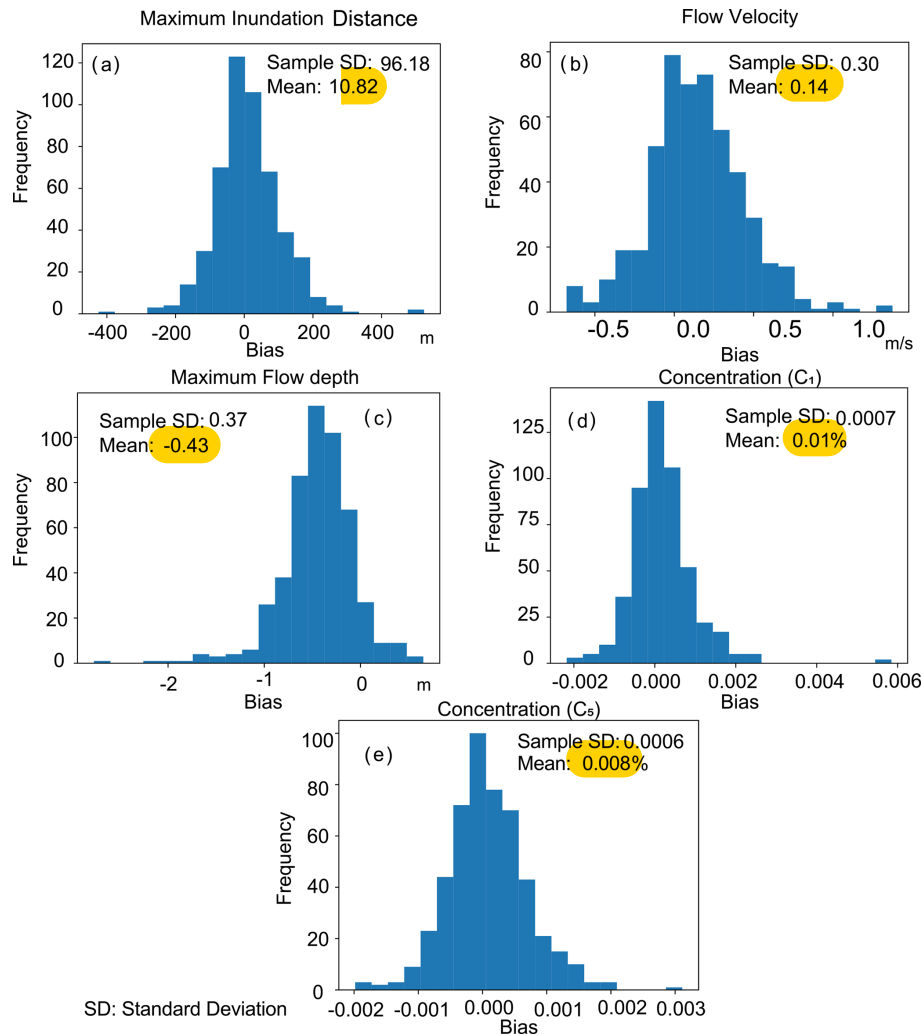 Maximum Inundation Distance
(a)
Sample SD: 96.18
Mean: 10.82
Frequency
120
100
80
60
40
20
0
-400 -200 0 200 400 m
Bias
Flow Velocity
(b)
Sample SD: 0.30
Mean: 0.14
Frequency
80
60
40
20
0
-0.5 0.0 0.5 1.0 m/s
Bias
Maximum Flow depth
Sample SD: 0.37
Mean: -0.43
(c)
Frequency
100
80
60
40
20
0
-2 -1 0 m
Bias
Concentration (C₁)
(d)
Sample SD: 0.0007
Mean: 0.01%
Frequency
125
100
75
50
25
0
-0.002 0.000 0.002 0.004 0.006
Bias
Concentration (C₅)
(e)
Sample SD: 0.0006
Mean: 0.008%
Frequency
100
80
60
40
20
0
-0.002 -0.001 0.000 0.001 0.002 0.003
Bias
SD: Standard Deviation